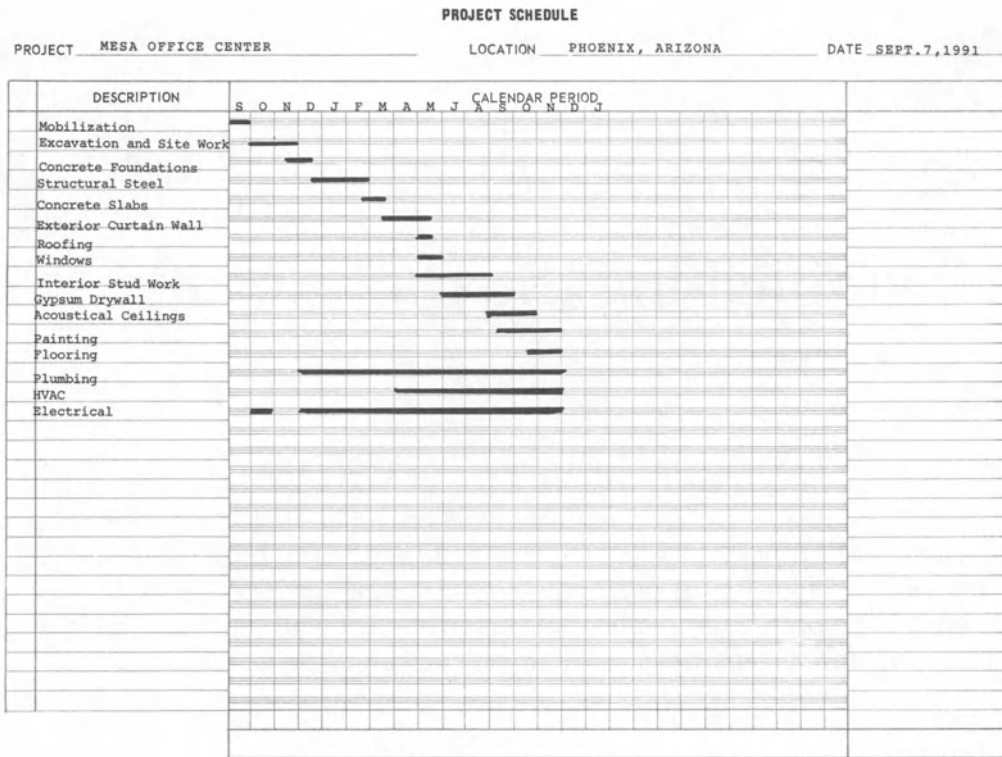 PROJECT SCHEDULE
PROJECT MESA OFFICE CENTER LOCATION PHOENIX, ARIZONA DATE SEPT.7,1991
DESCRIPTION CALENDAR PERIOD
S O N D J F M A M J A S O N D J
Mobilization
Excavation and Site Work
Concrete Foundations
Structural Steel
Concrete Slabs
Exterior Curtain Wall
Roofing
Windows
Interior Stud Work
Gypsum Drywall
Acoustical Ceilings
Painting
Flooring
Plumbing
HVAC
Electrical